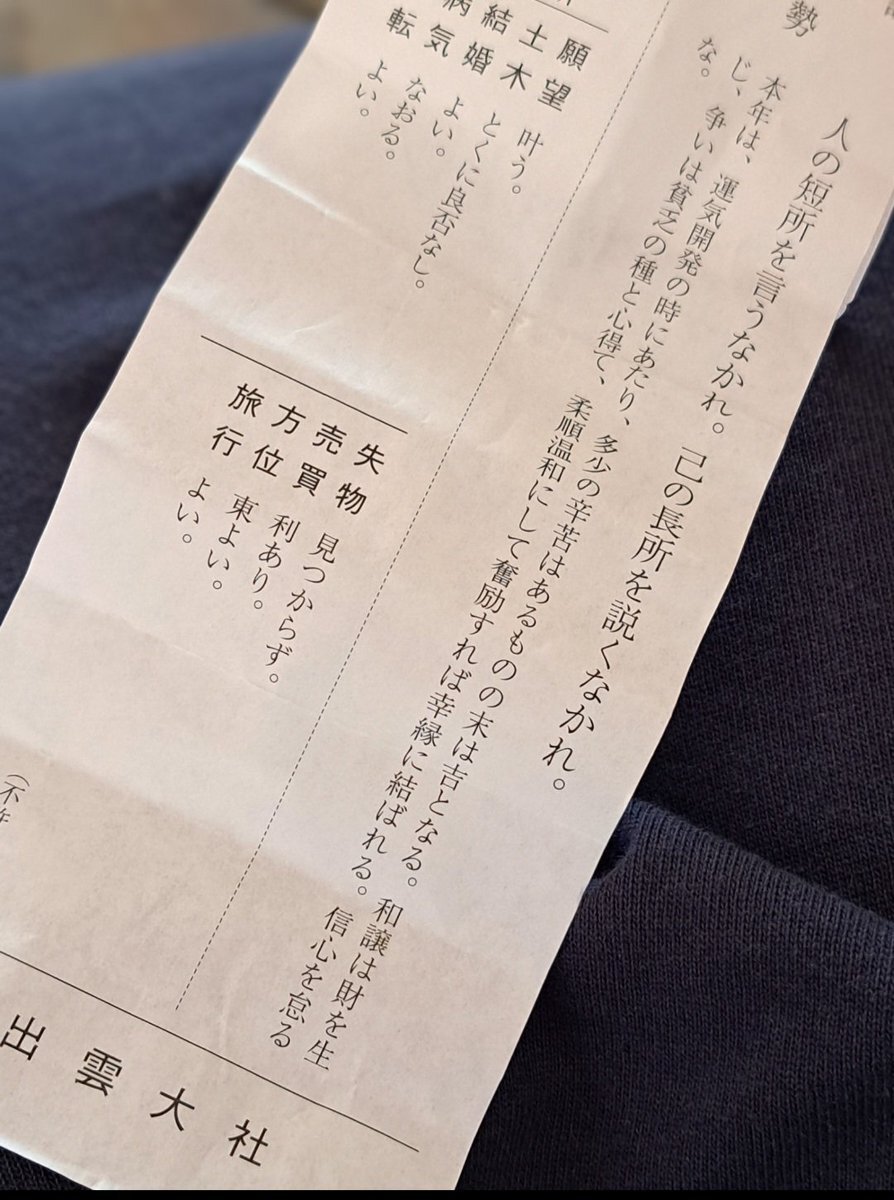 勢
人の短所を言うなかれ。己の長所を説くなかれ。
本年は、運気開発の時にあたり、多少の辛苦はあるものの末は吉となる。和譲は財を生
じ、争いは貧乏の種と心得て、柔順温和にして奮励すれば幸縁に結ばれる。信心を怠る
な。
願望 叶う。
土木 とくに良否なし。
結婚 よい。
病気 なおる。
転 よい。
失物 見つからず。
売買 利あり。
方位 東よい。
旅行 よい。
（不
出雲大社